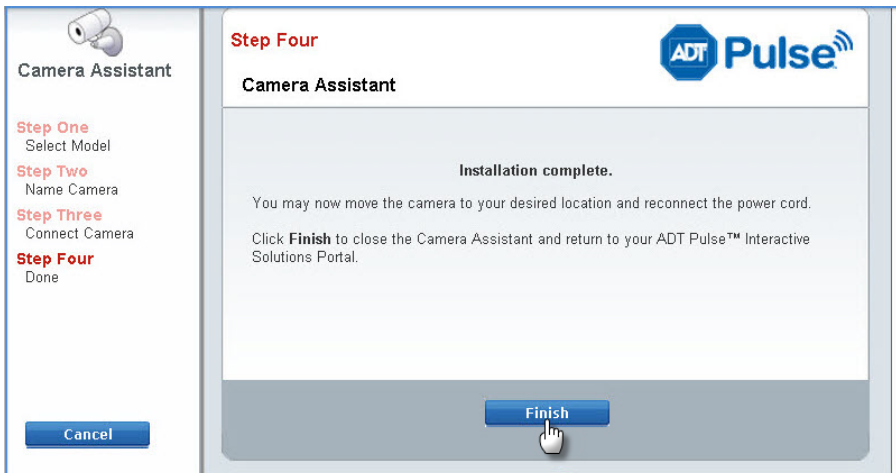 Camera Assistant
Step One
Select Model
Step Two
Name Camera
Step Three
Connect Camera
Step Four
Done
Cancel
Step Four
ADT Pulse
Camera Assistant
Installation complete.
You may now move the camera to your desired location and reconnect the power cord.
Click Finish to close the Camera Assistant and return to your ADT Pulse™ Interactive
Solutions Portal.
Finish